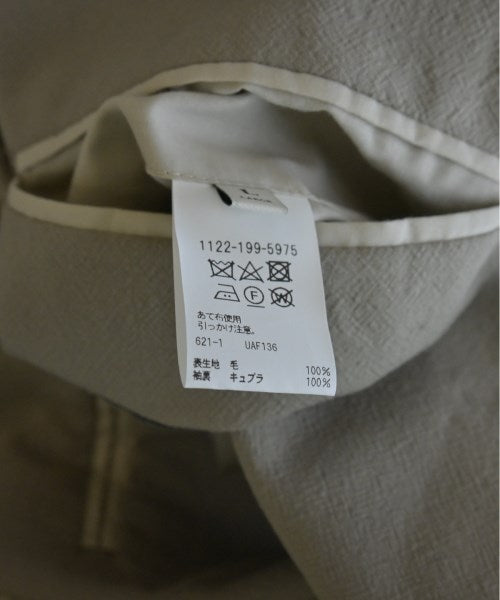 L
LARGE
1122-199-5975
F
W
あて布使用
引っかけ注意。
621-1 UAF136
表生地 毛 100%
袖裏 キュプラ 100%